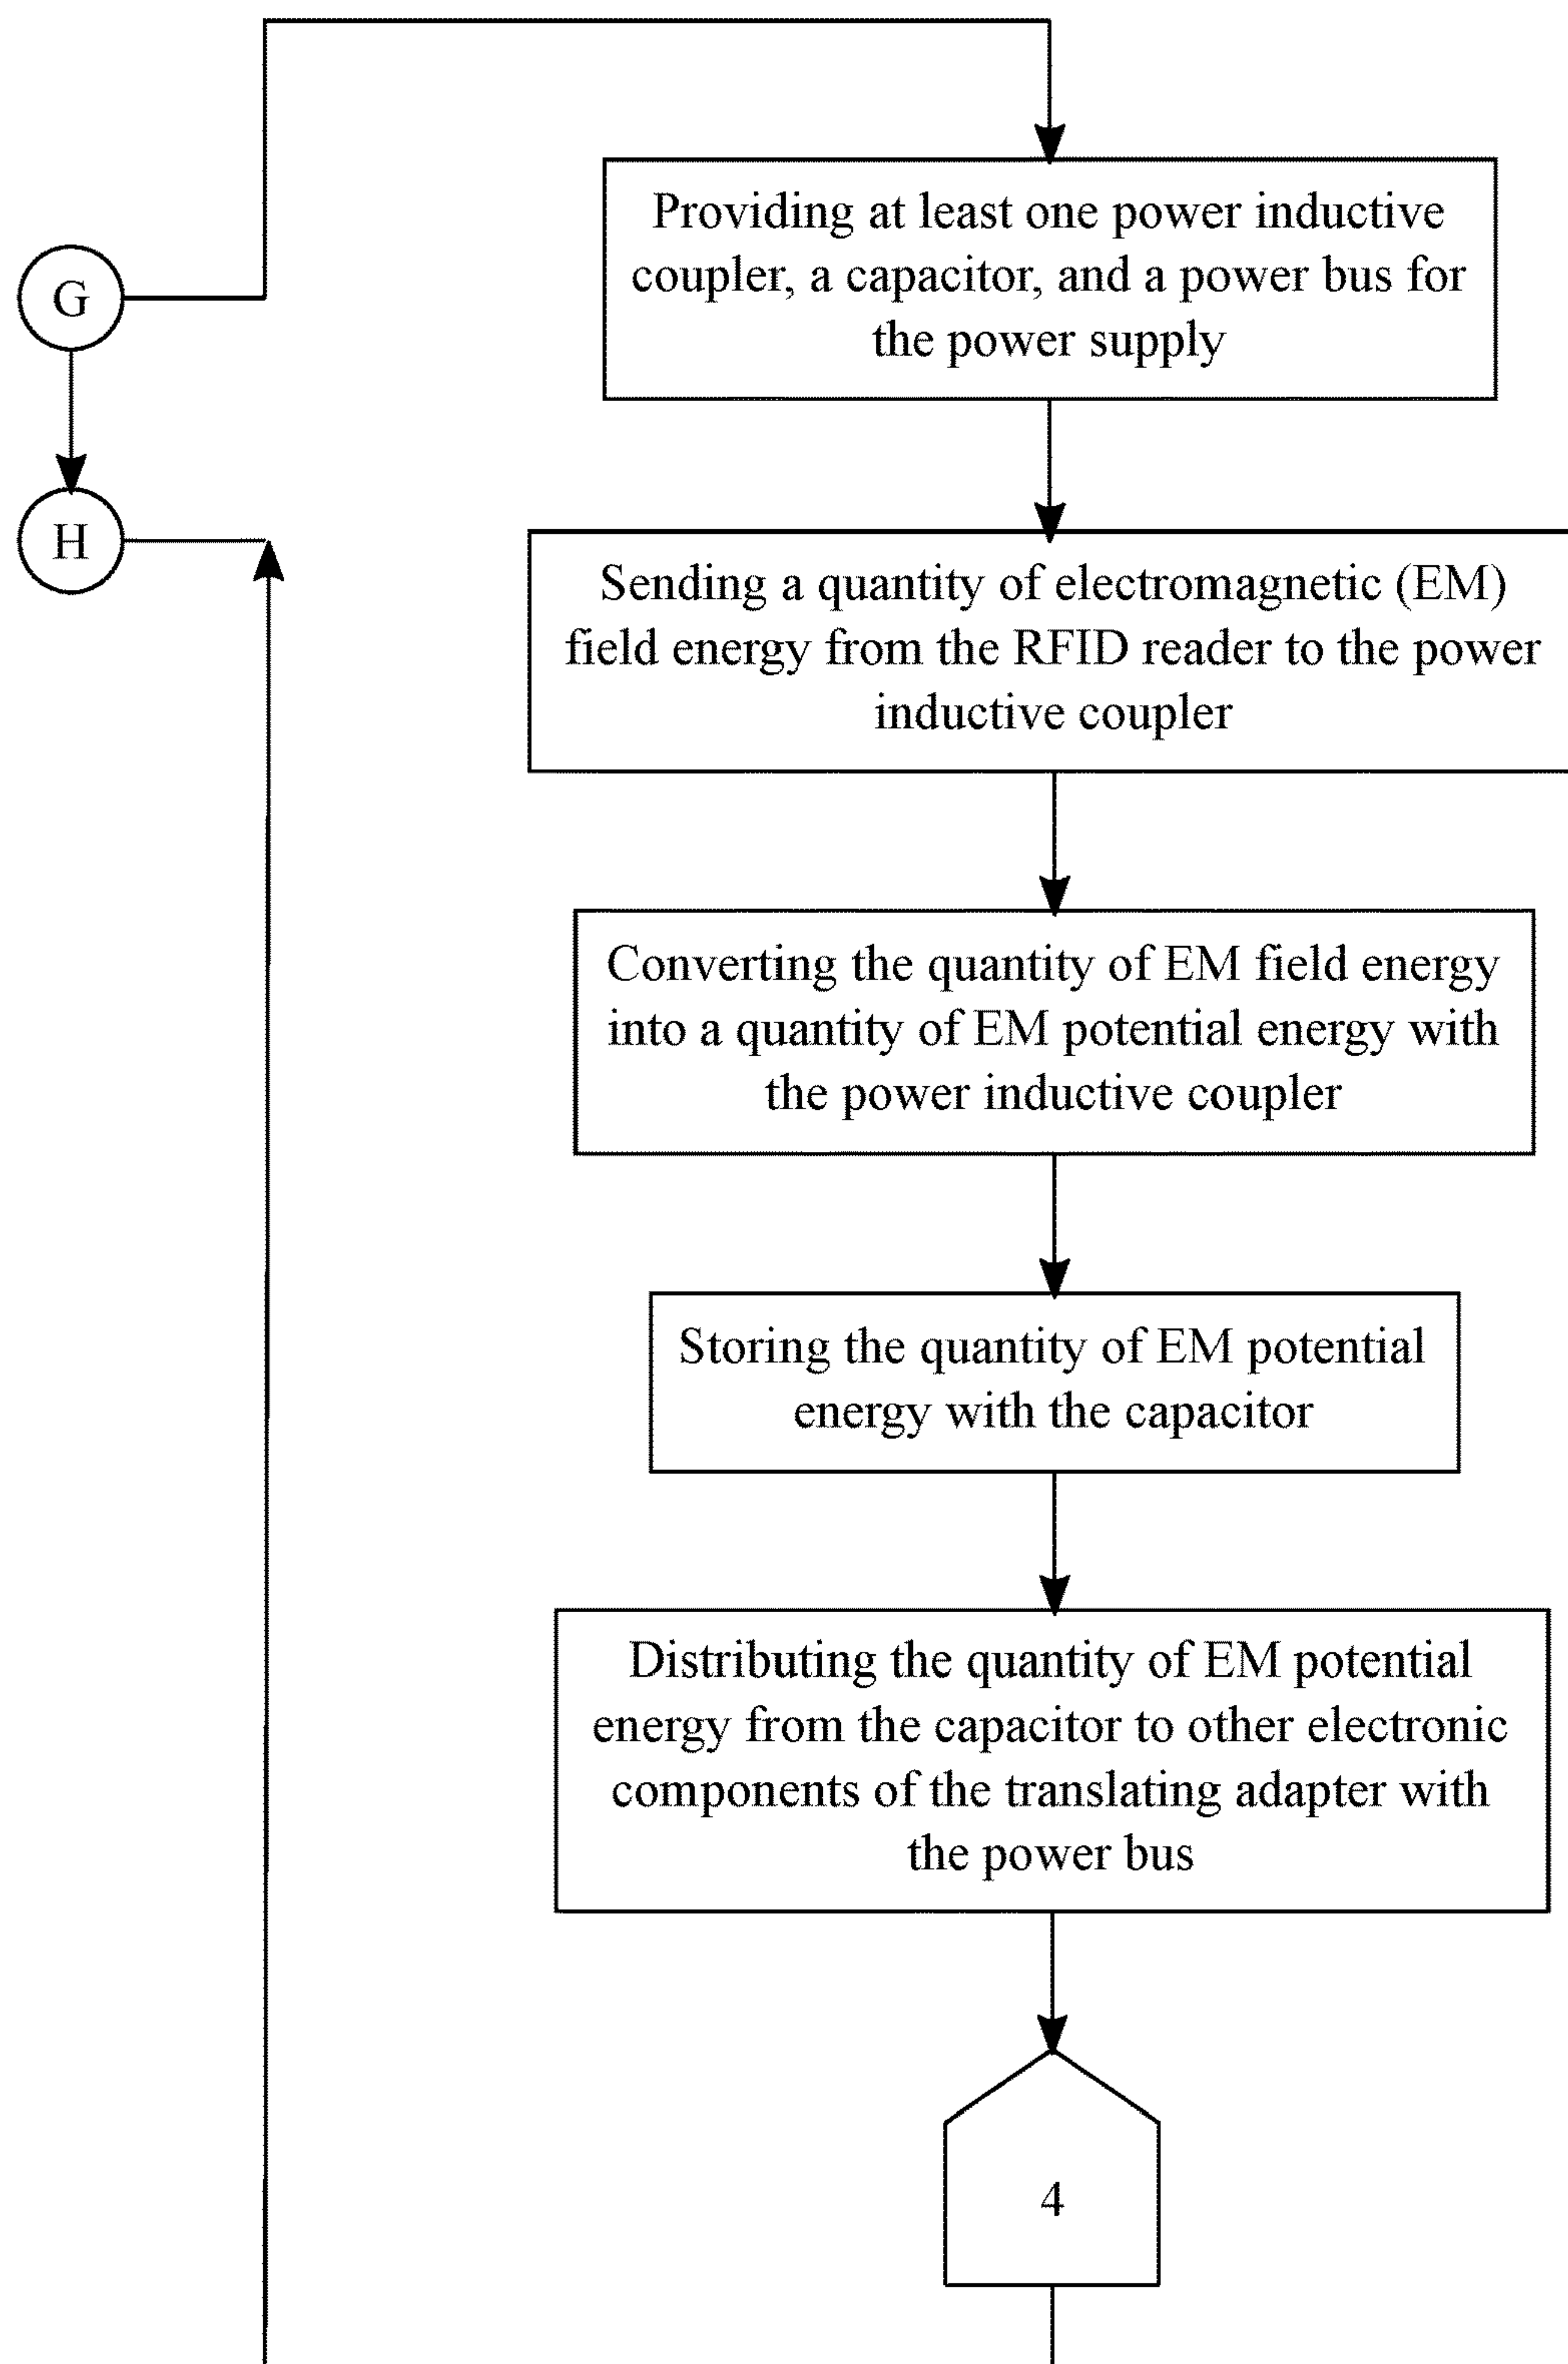 G
H
Providing at least one power inductive
coupler, a capacitor, and a power bus for
the power supply
Sending a quantity of electromagnetic (EM)
field energy from the RFID reader to the power
inductive coupler
Converting the quantity of EM field energy
into a quantity of EM potential energy with
the power inductive coupler
Storing the quantity of EM potential
energy with the capacitor
Distributing the quantity of EM potential
energy from the capacitor to other electronic
components of the translating adapter with
the power bus
4